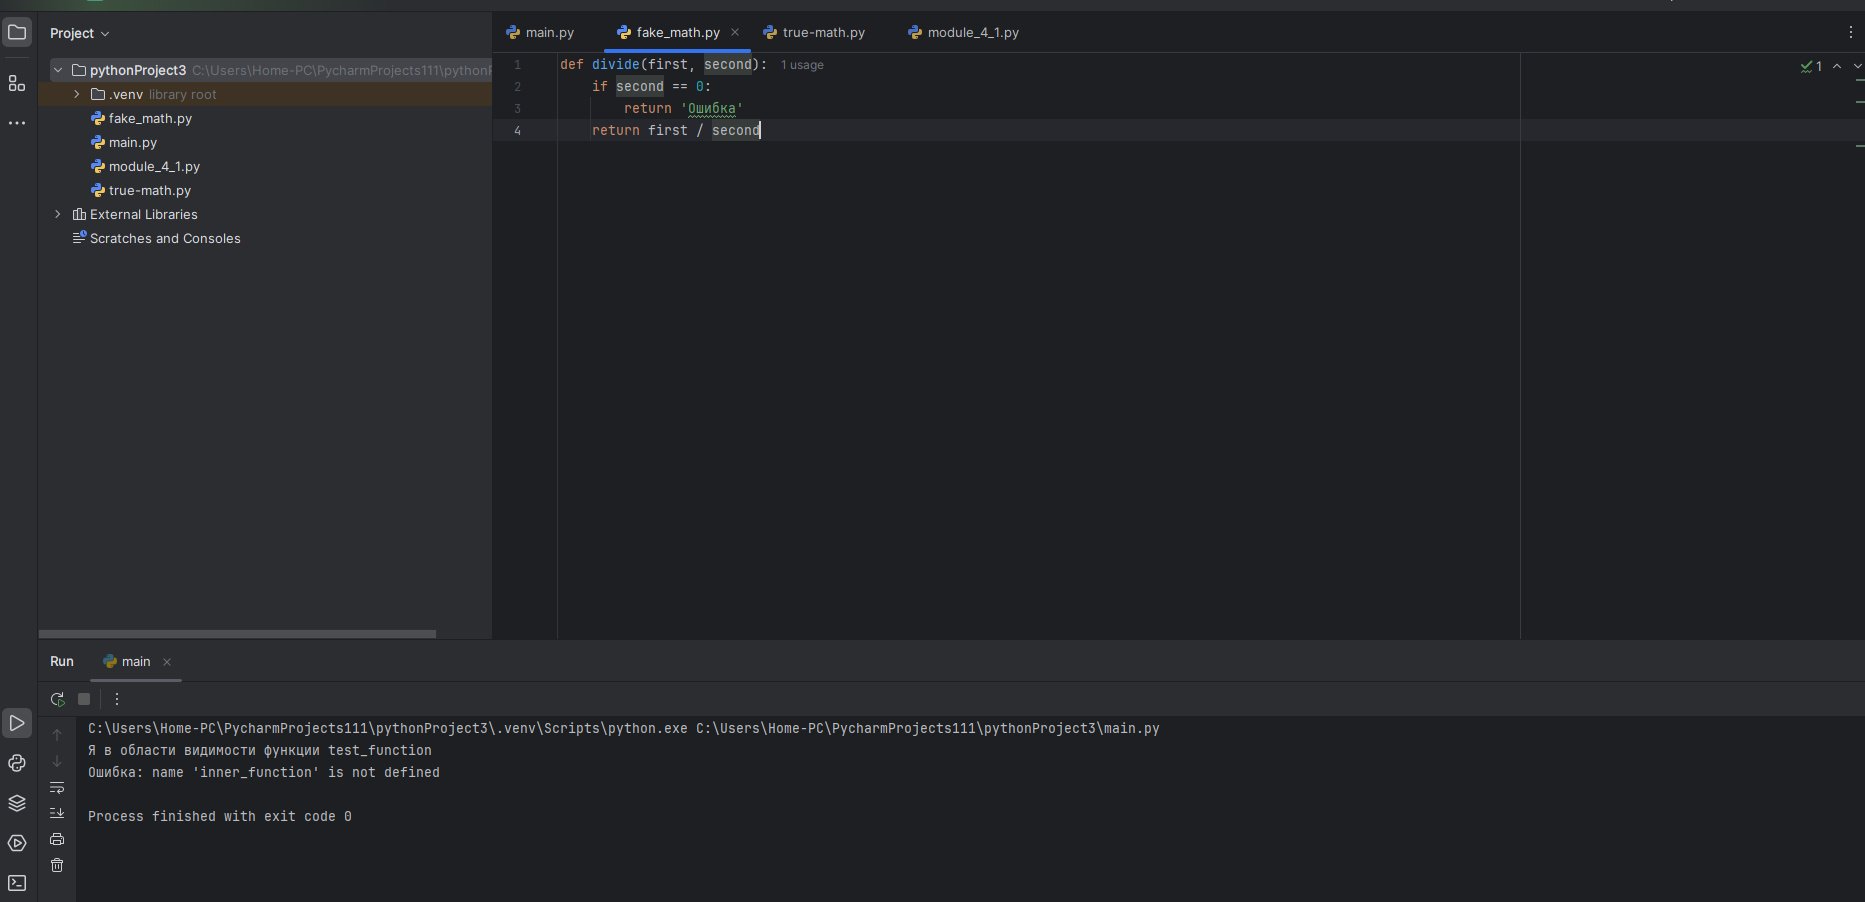 Project
main.py
fake_math.py
true-math.py
module_4_1.py
pythonProject3 C:\Users\Home-PC\PycharmProjects111\pythonP
.venv library root
fake_math.py
main.py
module_4_1.py
true-math.py
External Libraries
Scratches and Consoles
1 def divide(first, second): 1 usage
2 if second == 0:
3 return 'Ошибка'
4 return first / second
1
Run
main
C:\Users\Home-PC\PycharmProjects111\pythonProject3\.venv\Scripts\python.exe C:\Users\Home-PC\PycharmProjects111\pythonProject3\main.py
Я в области видимости функции test_function
Ошибка: name 'inner_function' is not defined
Process finished with exit code 0